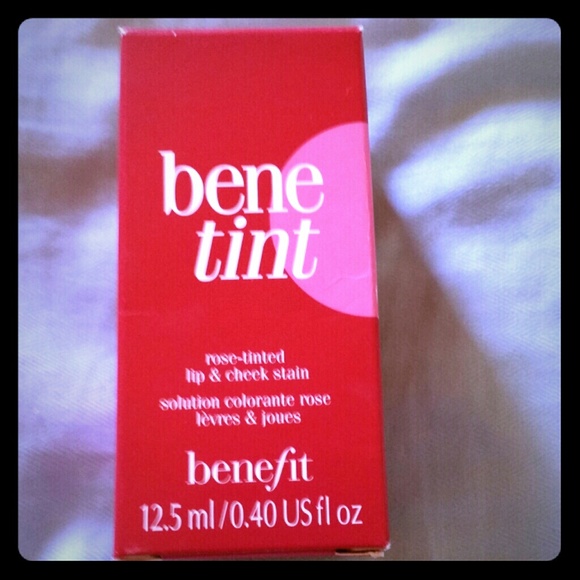 bene
tint
rose-tinted
lip & cheek stain
solution colorante rose
lèvres & joues
benefit
12.5 ml/0.40 US fl oz